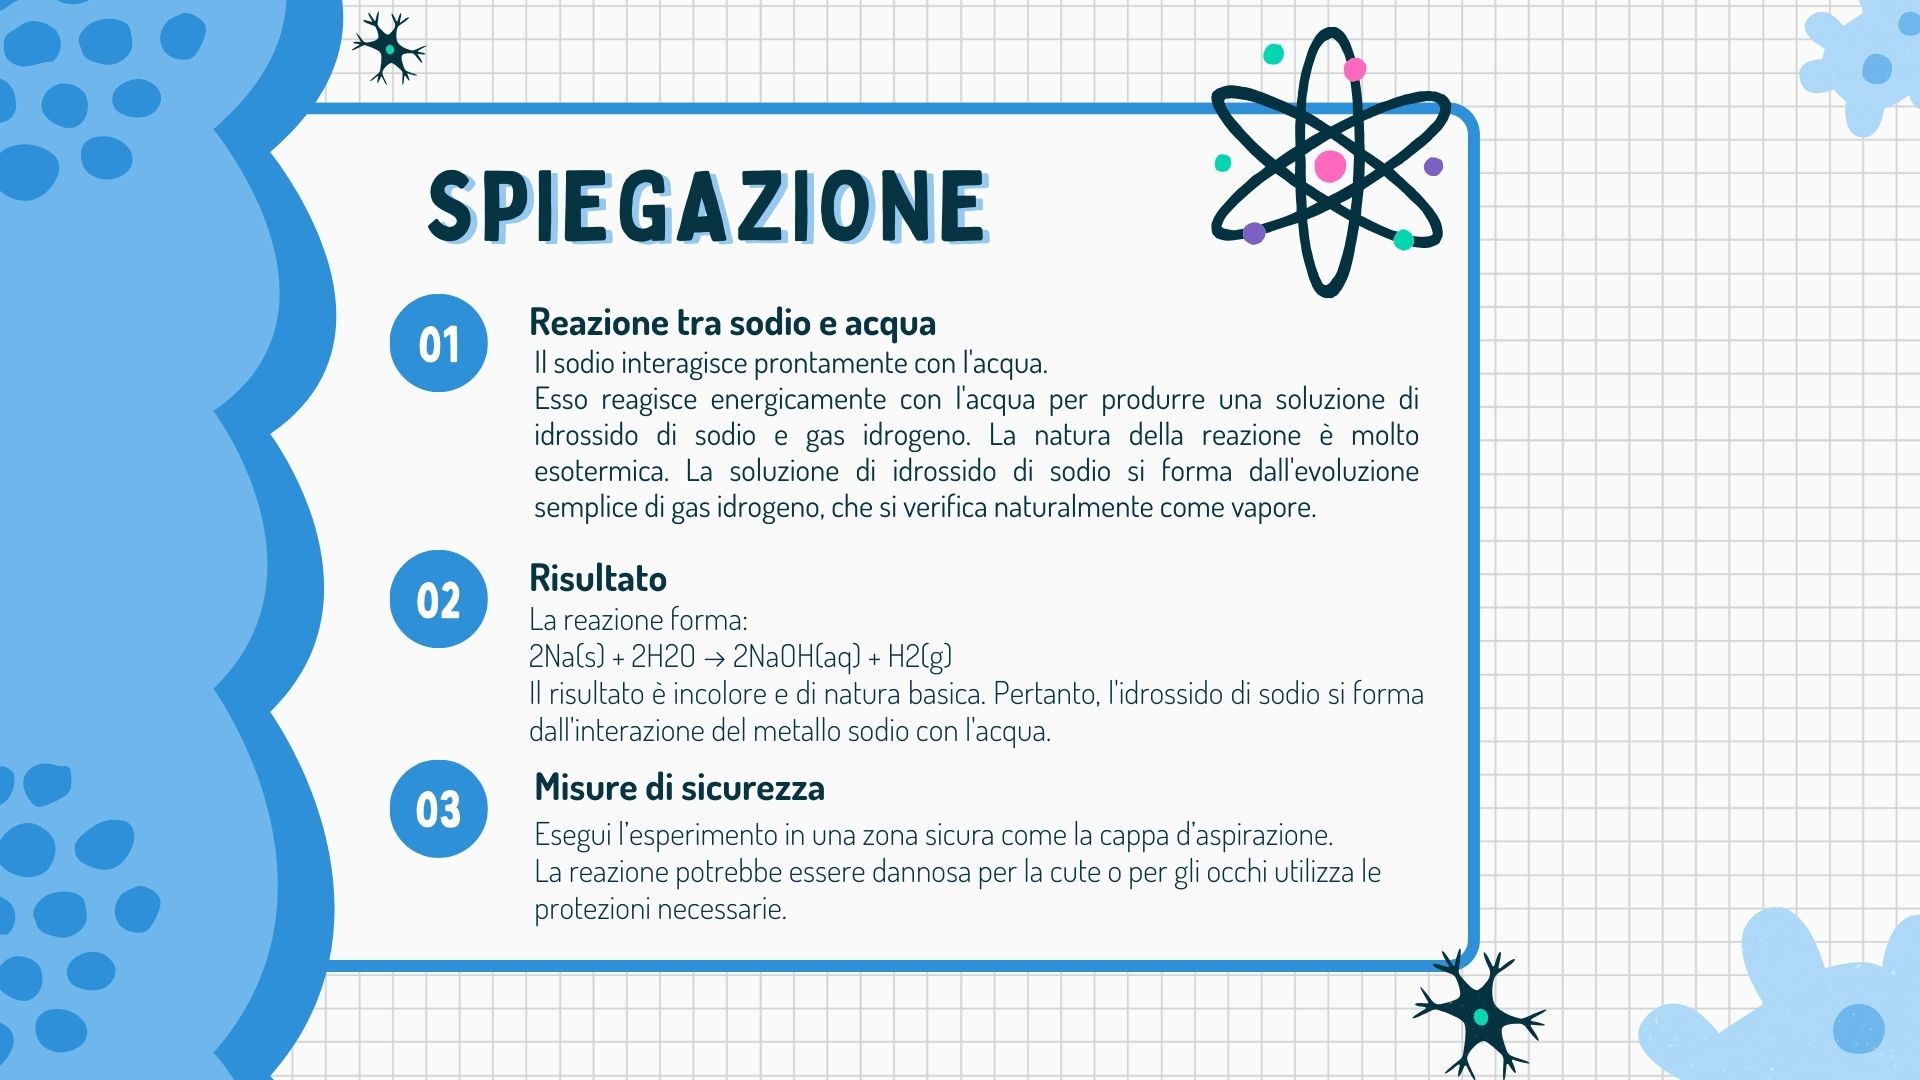 SPIEGAZIONE
01
Reazione tra sodio e acqua
Il sodio interagisce prontamente con l'acqua.
Esso reagisce energicamente con l'acqua per produrre una soluzione di
idrossido di sodio e gas idrogeno. La natura della reazione è molto
esotermica. La soluzione di idrossido di sodio si forma dall'evoluzione
semplice di gas idrogeno, che si verifica naturalmente come vapore.
02
Risultato
La reazione forma:
2Na(s) + 2H2O → 2NaOH(aq) + H2(g)
Il risultato è incolore e di natura basica. Pertanto, l'idrossido di sodio si forma
dall'interazione del metallo sodio con l'acqua.
03
Misure di sicurezza
Esegui l’esperimento in una zona sicura come la cappa d’aspirazione.
La reazione potrebbe essere dannosa per la cute o per gli occhi utilizza le
protezioni necessarie.